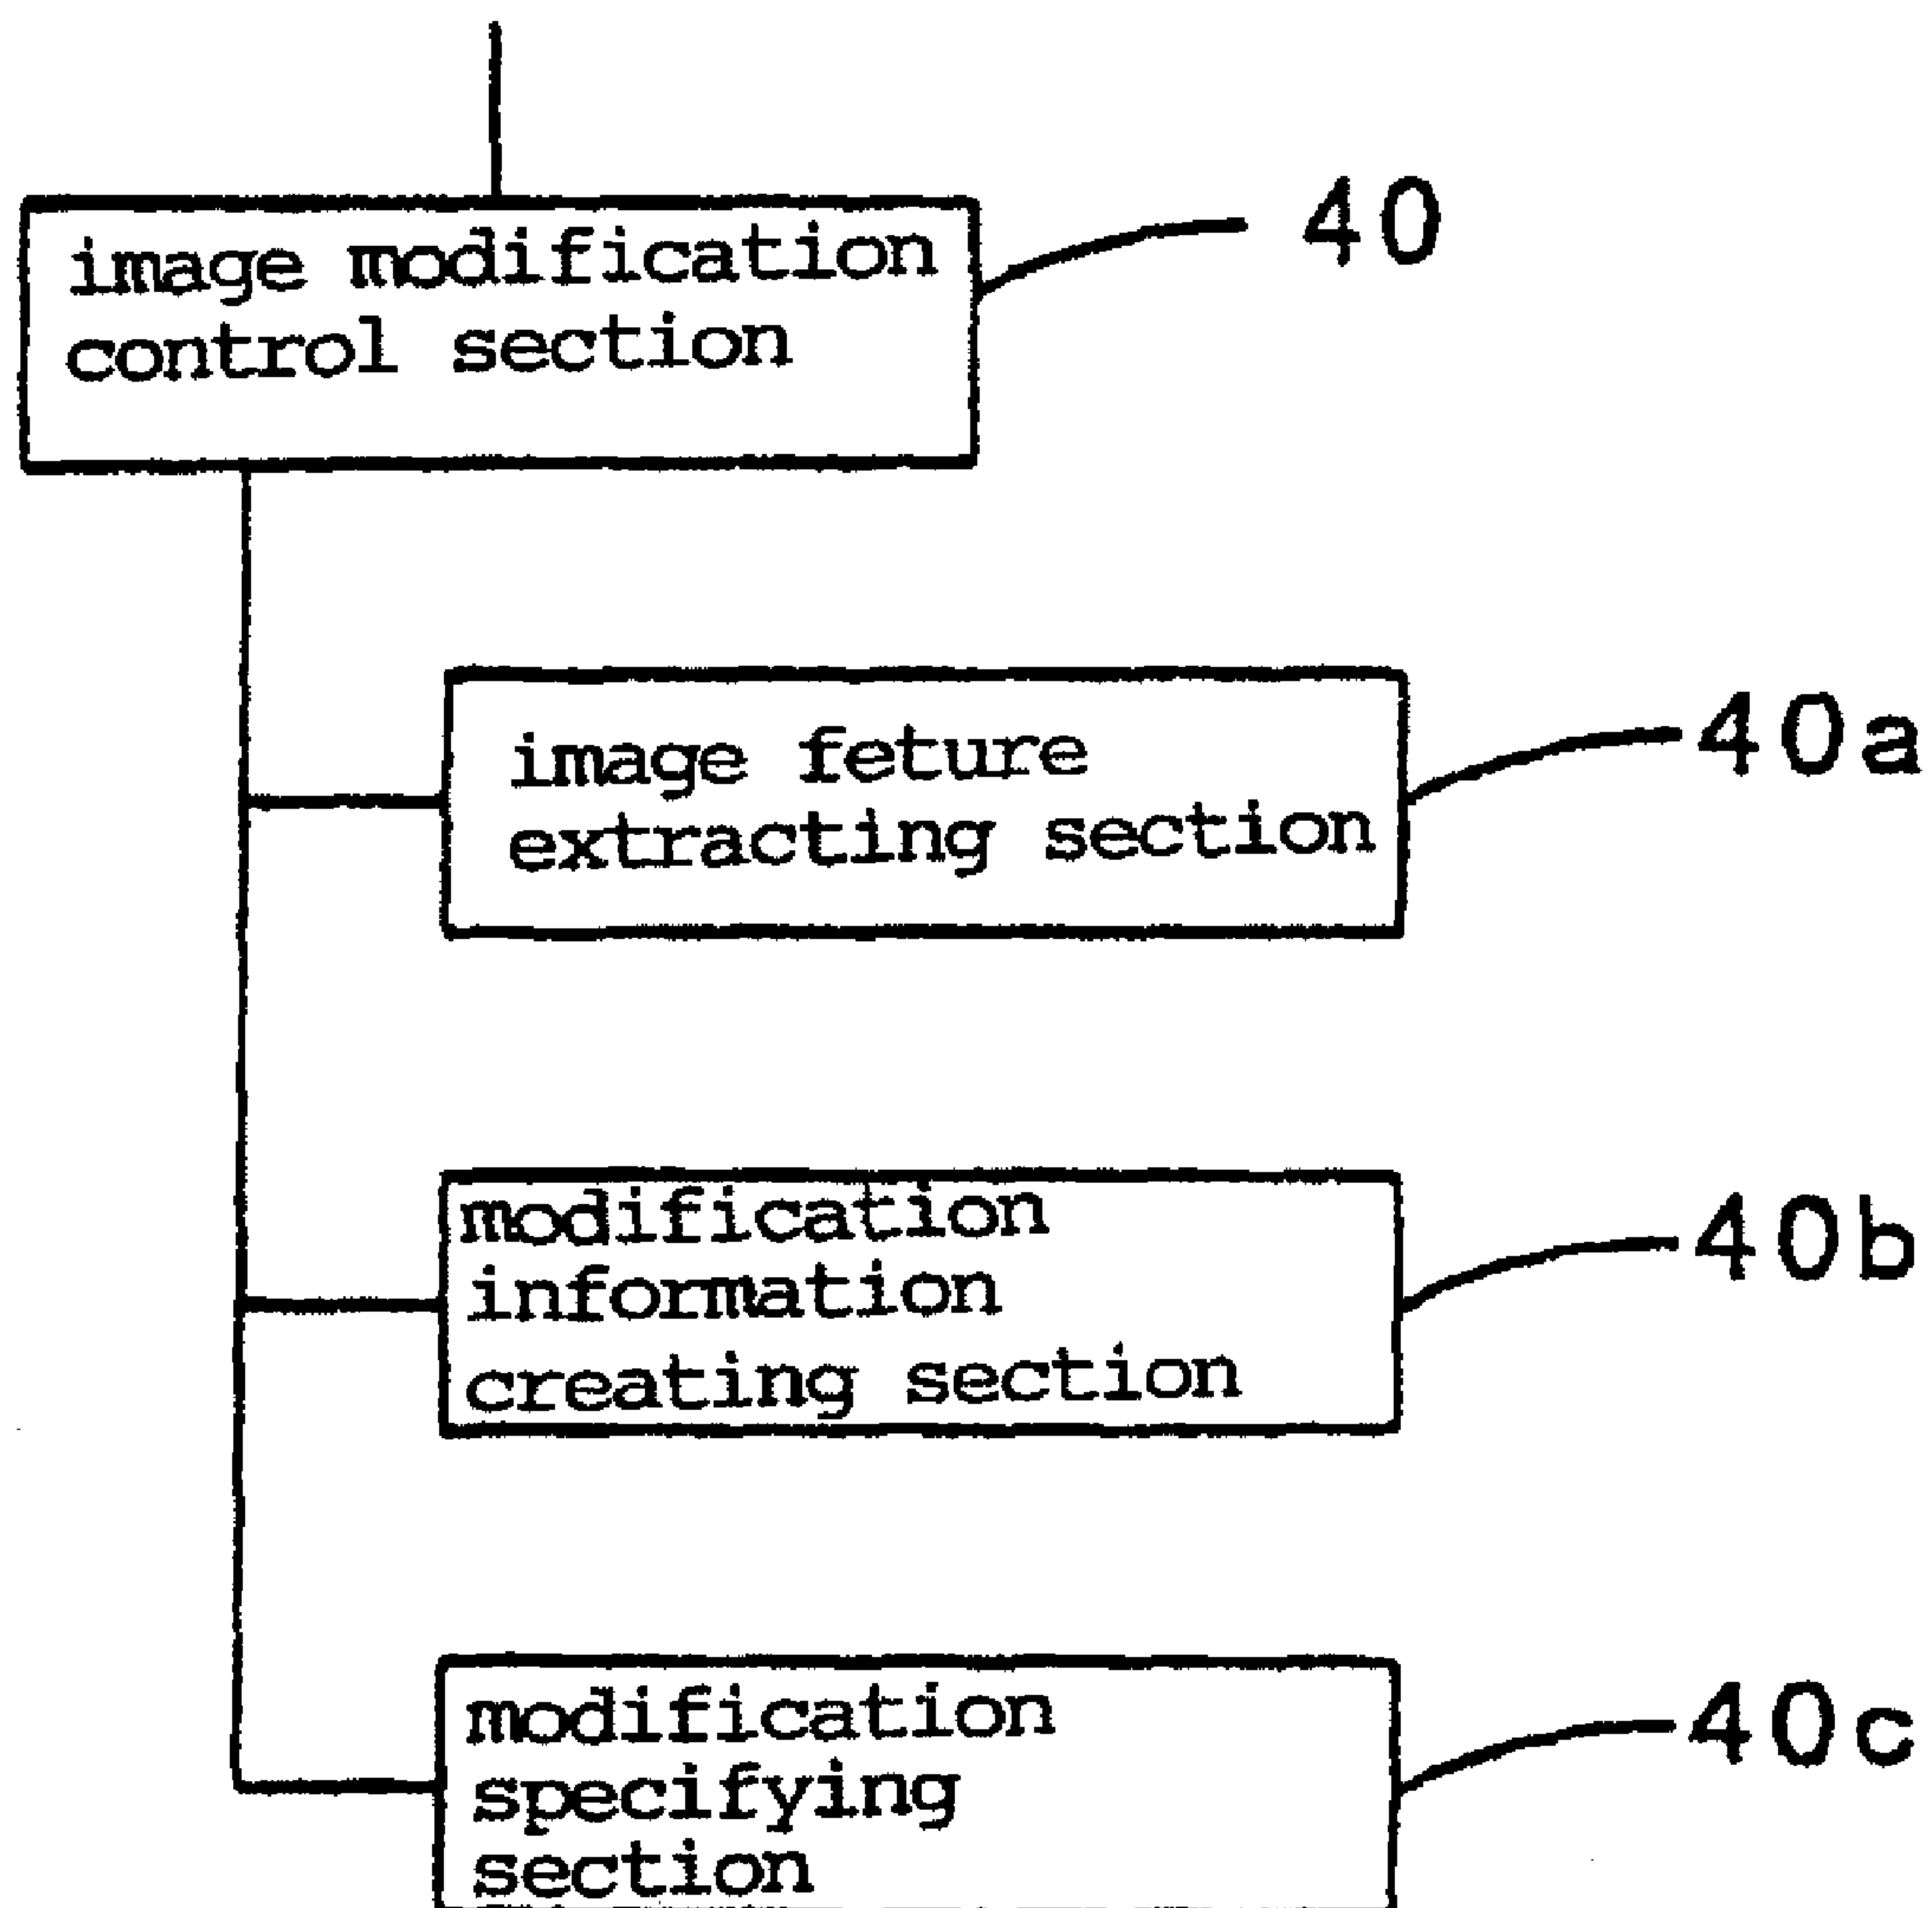 image modification
control section
40
image feture
extracting section
40a
modification
information
creating section
40b
modification
specifying
section
40c